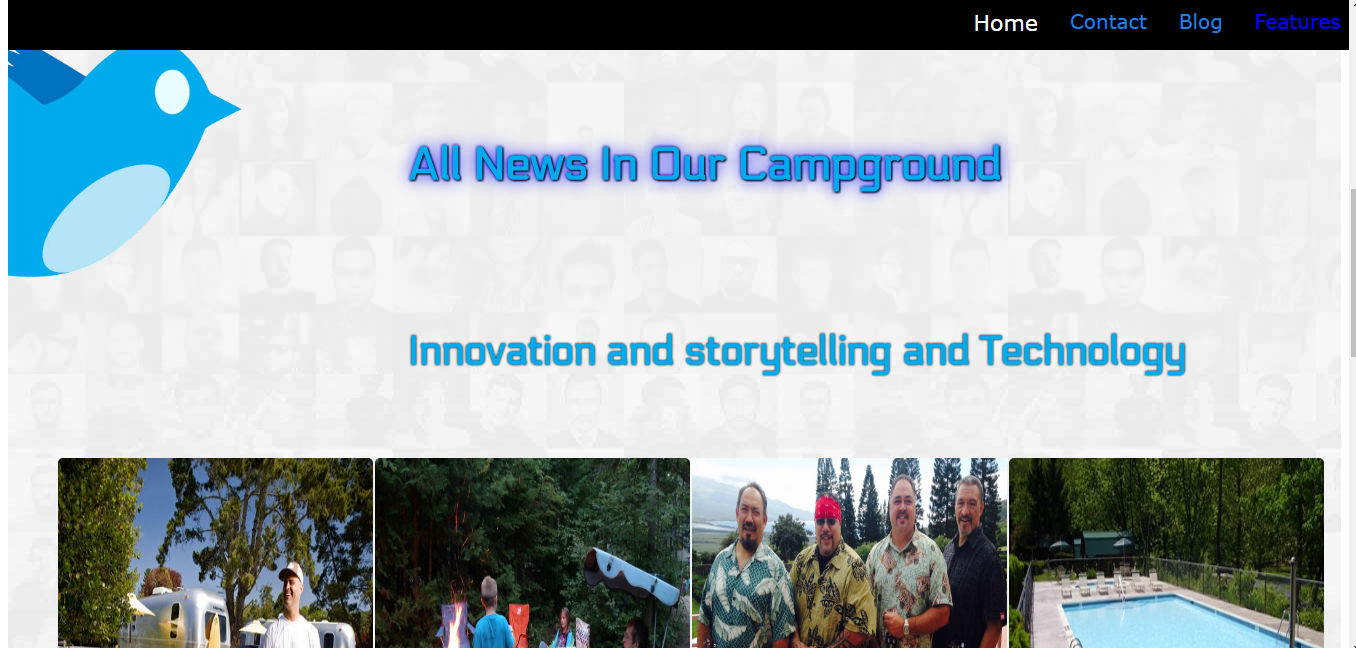 Home Contact Blog Features
All News In Our Campground
Innovation and storytelling and Technology